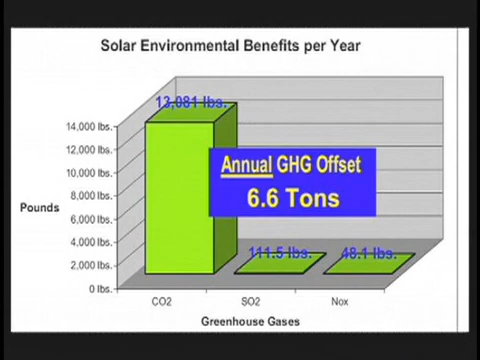 Solar Environmental Benefits per Year
13,081 lbs.
14,000 lbs.
12,000 lbs.
10,000 lbs.
8,000 lbs.
6,000 lbs.
4,000 lbs.
2,000 lbs.
0 lbs.
Pounds
Annual GHG Offset
6.6 Tons
111.5 lbs.
48.1 lbs.
CO2
SO2
Nox
Greenhouse Gases